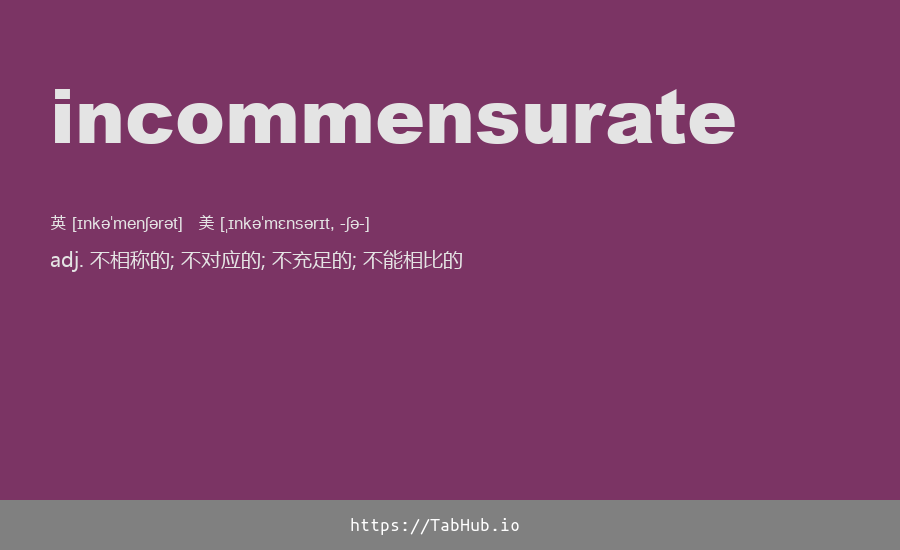 incommensurate
英 [ɪnkəˈmenʃərət] 美 [ˌɪnkəˈmɛnsərɪt, -ʃə-]
adj. 不相称的; 不对应的; 不充足的; 不能相比的
https://TabHub.io